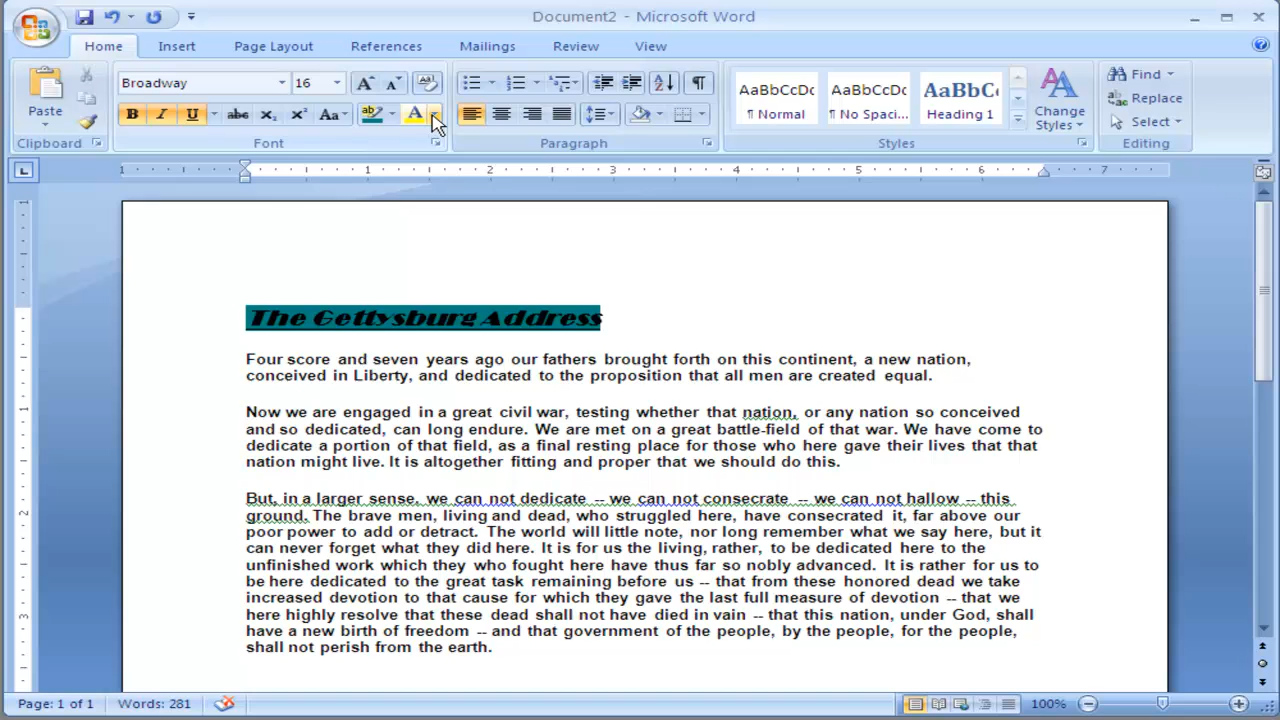 Document2 - Microsoft Word
Home Insert Page Layout References Mailings Review View
Broadway 16
Paste
B I U abc x₂ x² Aa ab A
AaBbCcDc AaBbCcDc AaBbC
¶ Normal ¶ No Spaci... Heading 1
Change Styles
Find
Replace
Select
Clipboard Font Paragraph Styles Editing
1 1 2 3 4 5 6 7
The Gettysburg Address
Four score and seven years ago our fathers brought forth on this continent, a new nation,
conceived in Liberty, and dedicated to the proposition that all men are created equal.
Now we are engaged in a great civil war, testing whether that nation, or any nation so conceived
and so dedicated, can long endure. We are met on a great battle-field of that war. We have come to
dedicate a portion of that field, as a final resting place for those who here gave their lives that that
nation might live. It is altogether fitting and proper that we should do this.
But, in a larger sense, we can not dedicate -- we can not consecrate -- we can not hallow -- this
ground. The brave men, living and dead, who struggled here, have consecrated it, far above our
poor power to add or detract. The world will little note, nor long remember what we say here, but it
can never forget what they did here. It is for us the living, rather, to be dedicated here to the
unfinished work which they who fought here have thus far so nobly advanced. It is rather for us to
be here dedicated to the great task remaining before us -- that from these honored dead we take
increased devotion to that cause for which they gave the last full measure of devotion -- that we
here highly resolve that these dead shall not have died in vain -- that this nation, under God, shall
have a new birth of freedom -- and that government of the people, by the people, for the people,
shall not perish from the earth.
Page: 1 of 1 Words: 281 100%